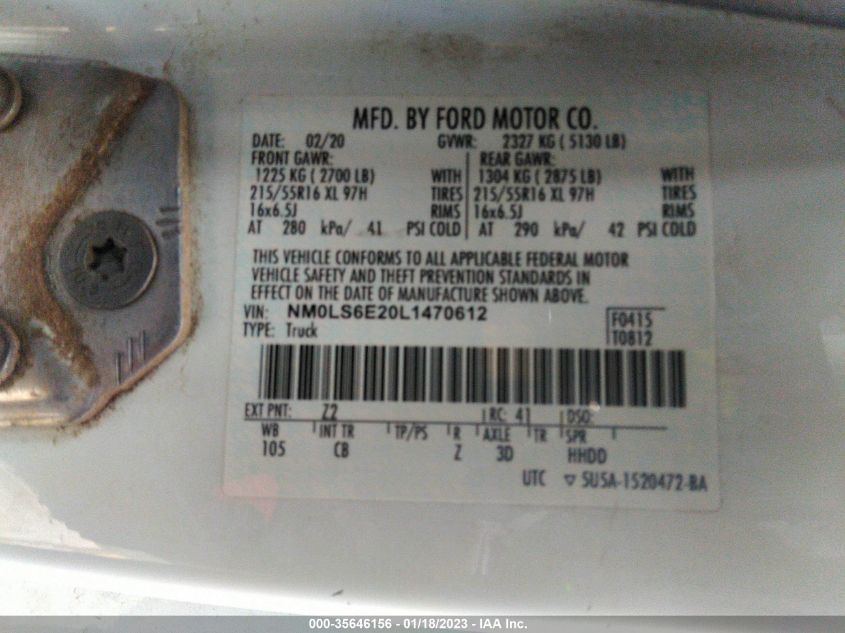 MFD. BY FORD MOTOR CO.
DATE: 02/20 GVWR: 2327 KG ( 5130 LB)
FRONT GAWR: REAR GAWR:
1225 KG ( 2700 LB) WITH 1304 KG ( 2875 LB) WITH
215/55R16 XL 97H TIRES 215/55R16 XL 97H TIRES
16x6.5J RIMS 16x6.5J RIMS
AT 280 kPa/ 41 PSI COLD AT 290 kPa/ 42 PSI COLD
THIS VEHICLE CONFORMS TO ALL APPLICABLE FEDERAL MOTOR
VEHICLE SAFETY AND THEFT PREVENTION STANDARDS IN
EFFECT ON THE DATE OF MANUFACTURE SHOWN ABOVE.
VIN: NM0LS6E20L1470612
TYPE: Truck
F0415
T0812
EXT PNT: Z2 RC: 41 DSO:
WB INT TR TP/PS R AXLE TR SPR
105 CB Z 3D HHDD
UTC ▽ 5U5A-1520472-BA
000-35646156 — 01/18/2023 — IAA Inc.